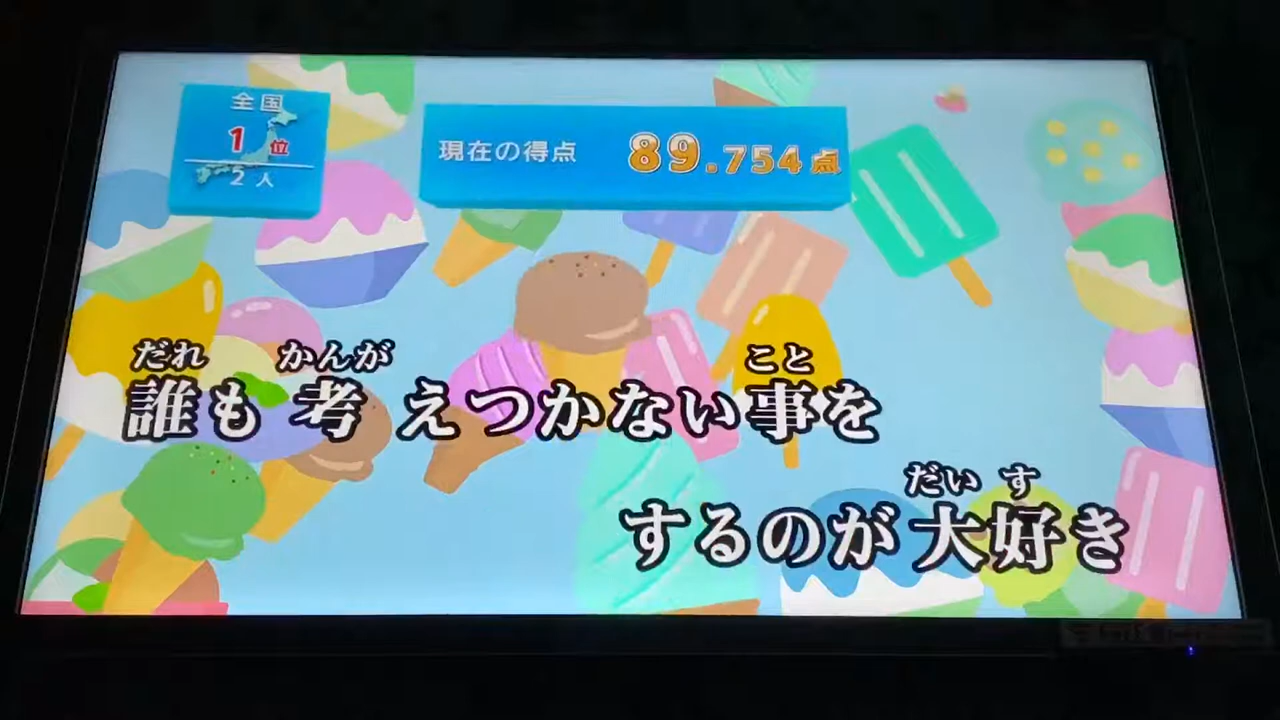 全国
1位
2人
現在の得点 89.754点
だれ かんが こと
誰も考えつかない事を
だい す
するのが大好き